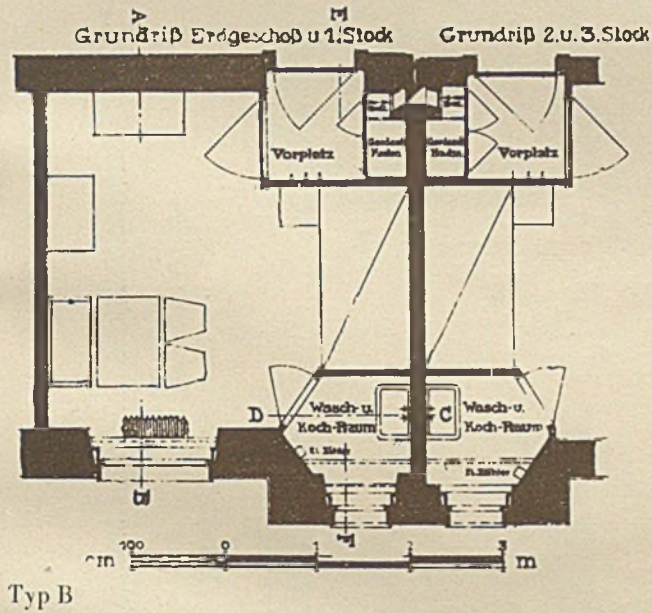 A
E
Grundriß Erdgeschoß u 1. Stock
Grundriß 2. u. 3. Stock
Vorplatz
Vorplatz
D
C
Wasch- u.
Koch-Raum
Wasch- u.
Koch-Raum
B
F
cm 100 0 1 2 3 m
Typ B